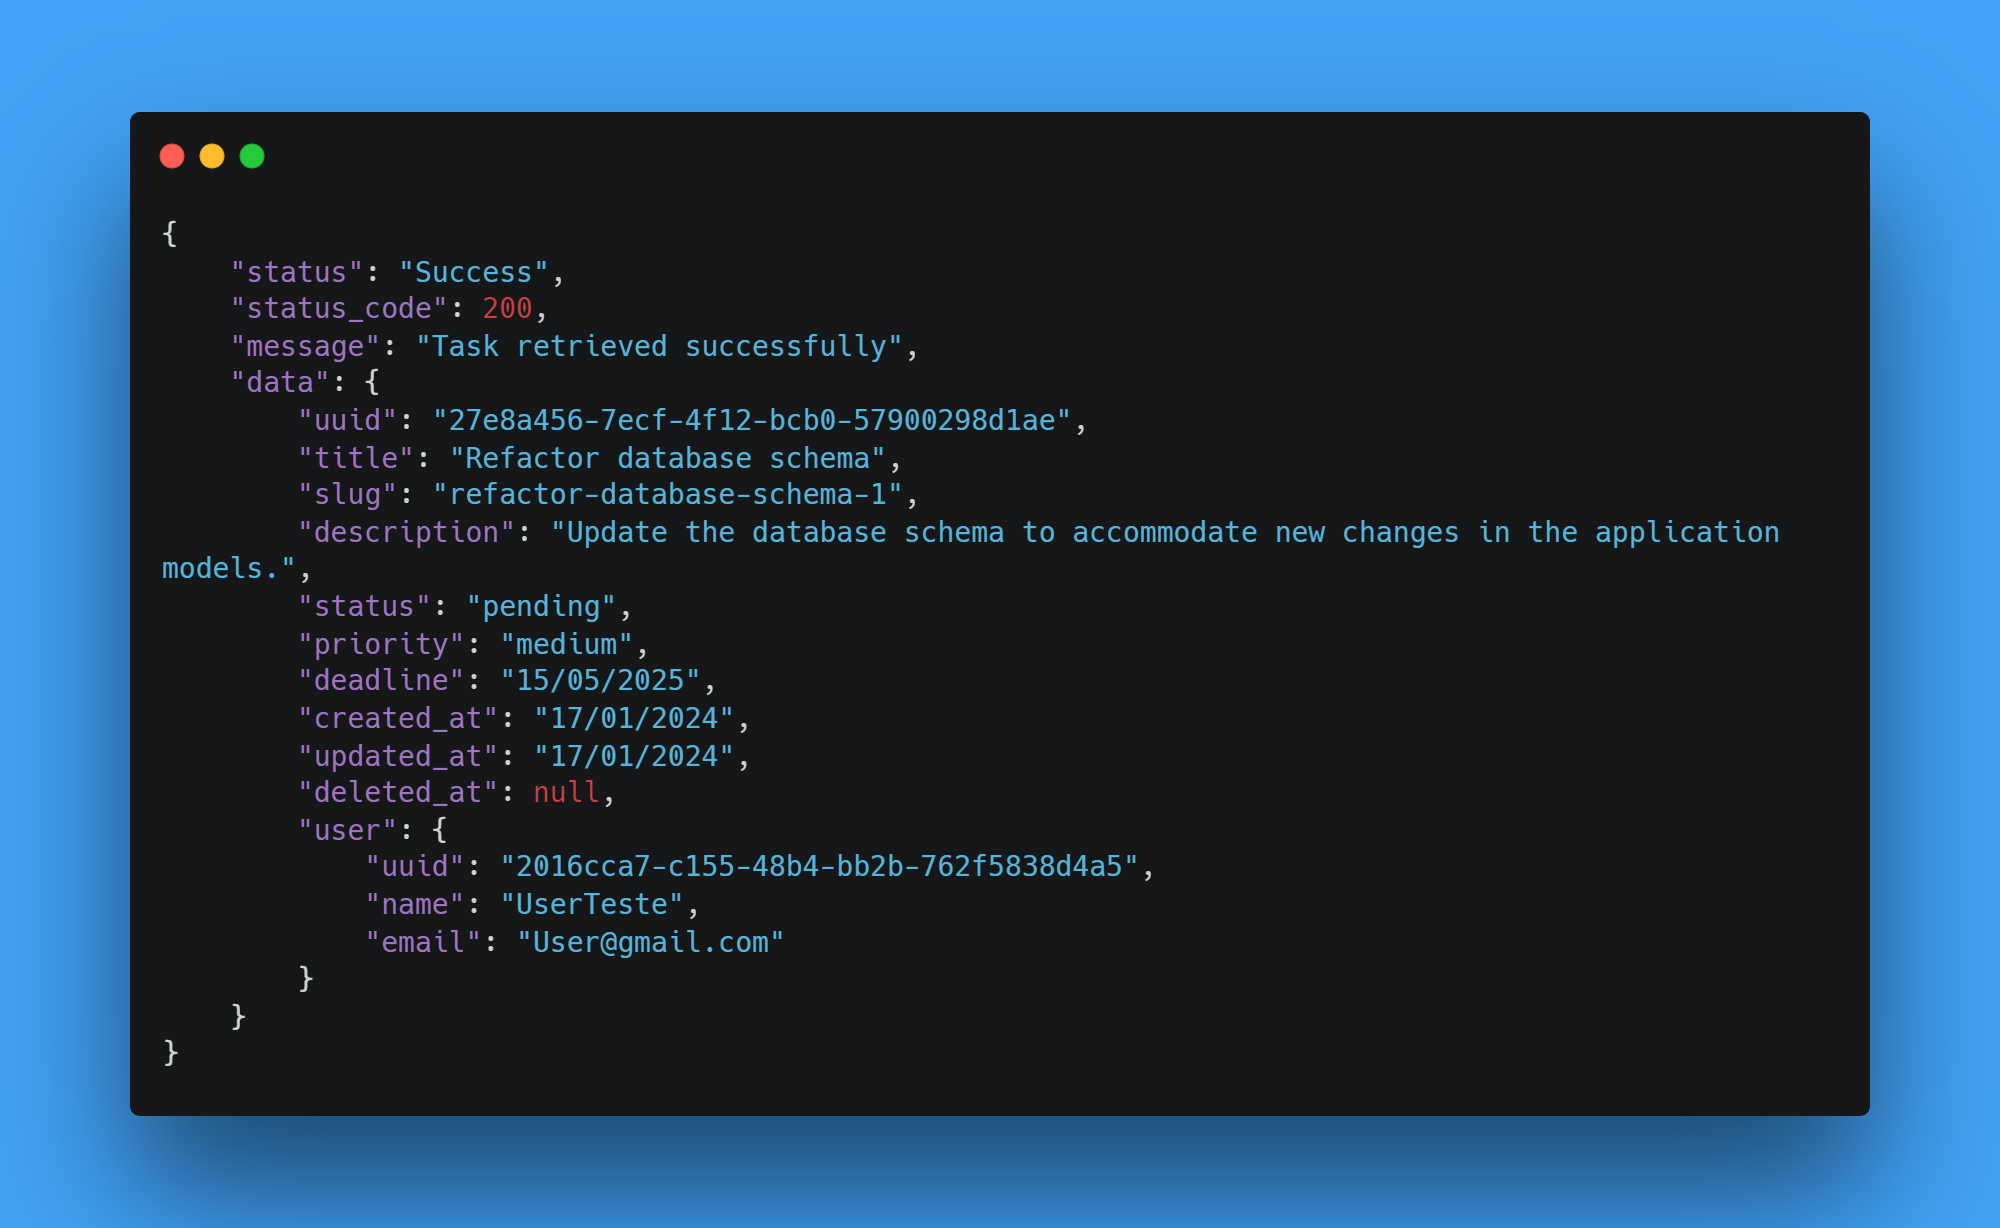 {
    "status": "Success",
    "status_code": 200,
    "message": "Task retrieved successfully",
    "data": {
        "uuid": "27e8a456-7ecf-4f12-bcb0-57900298d1ae",
        "title": "Refactor database schema",
        "slug": "refactor-database-schema-1",
        "description": "Update the database schema to accommodate new changes in the application
models.",
        "status": "pending",
        "priority": "medium",
        "deadline": "15/05/2025",
        "created_at": "17/01/2024",
        "updated_at": "17/01/2024",
        "deleted_at": null,
        "user": {
            "uuid": "2016cca7-c155-48b4-bb2b-762f5838d4a5",
            "name": "UserTeste",
            "email": "User@gmail.com"
        }
    }
}